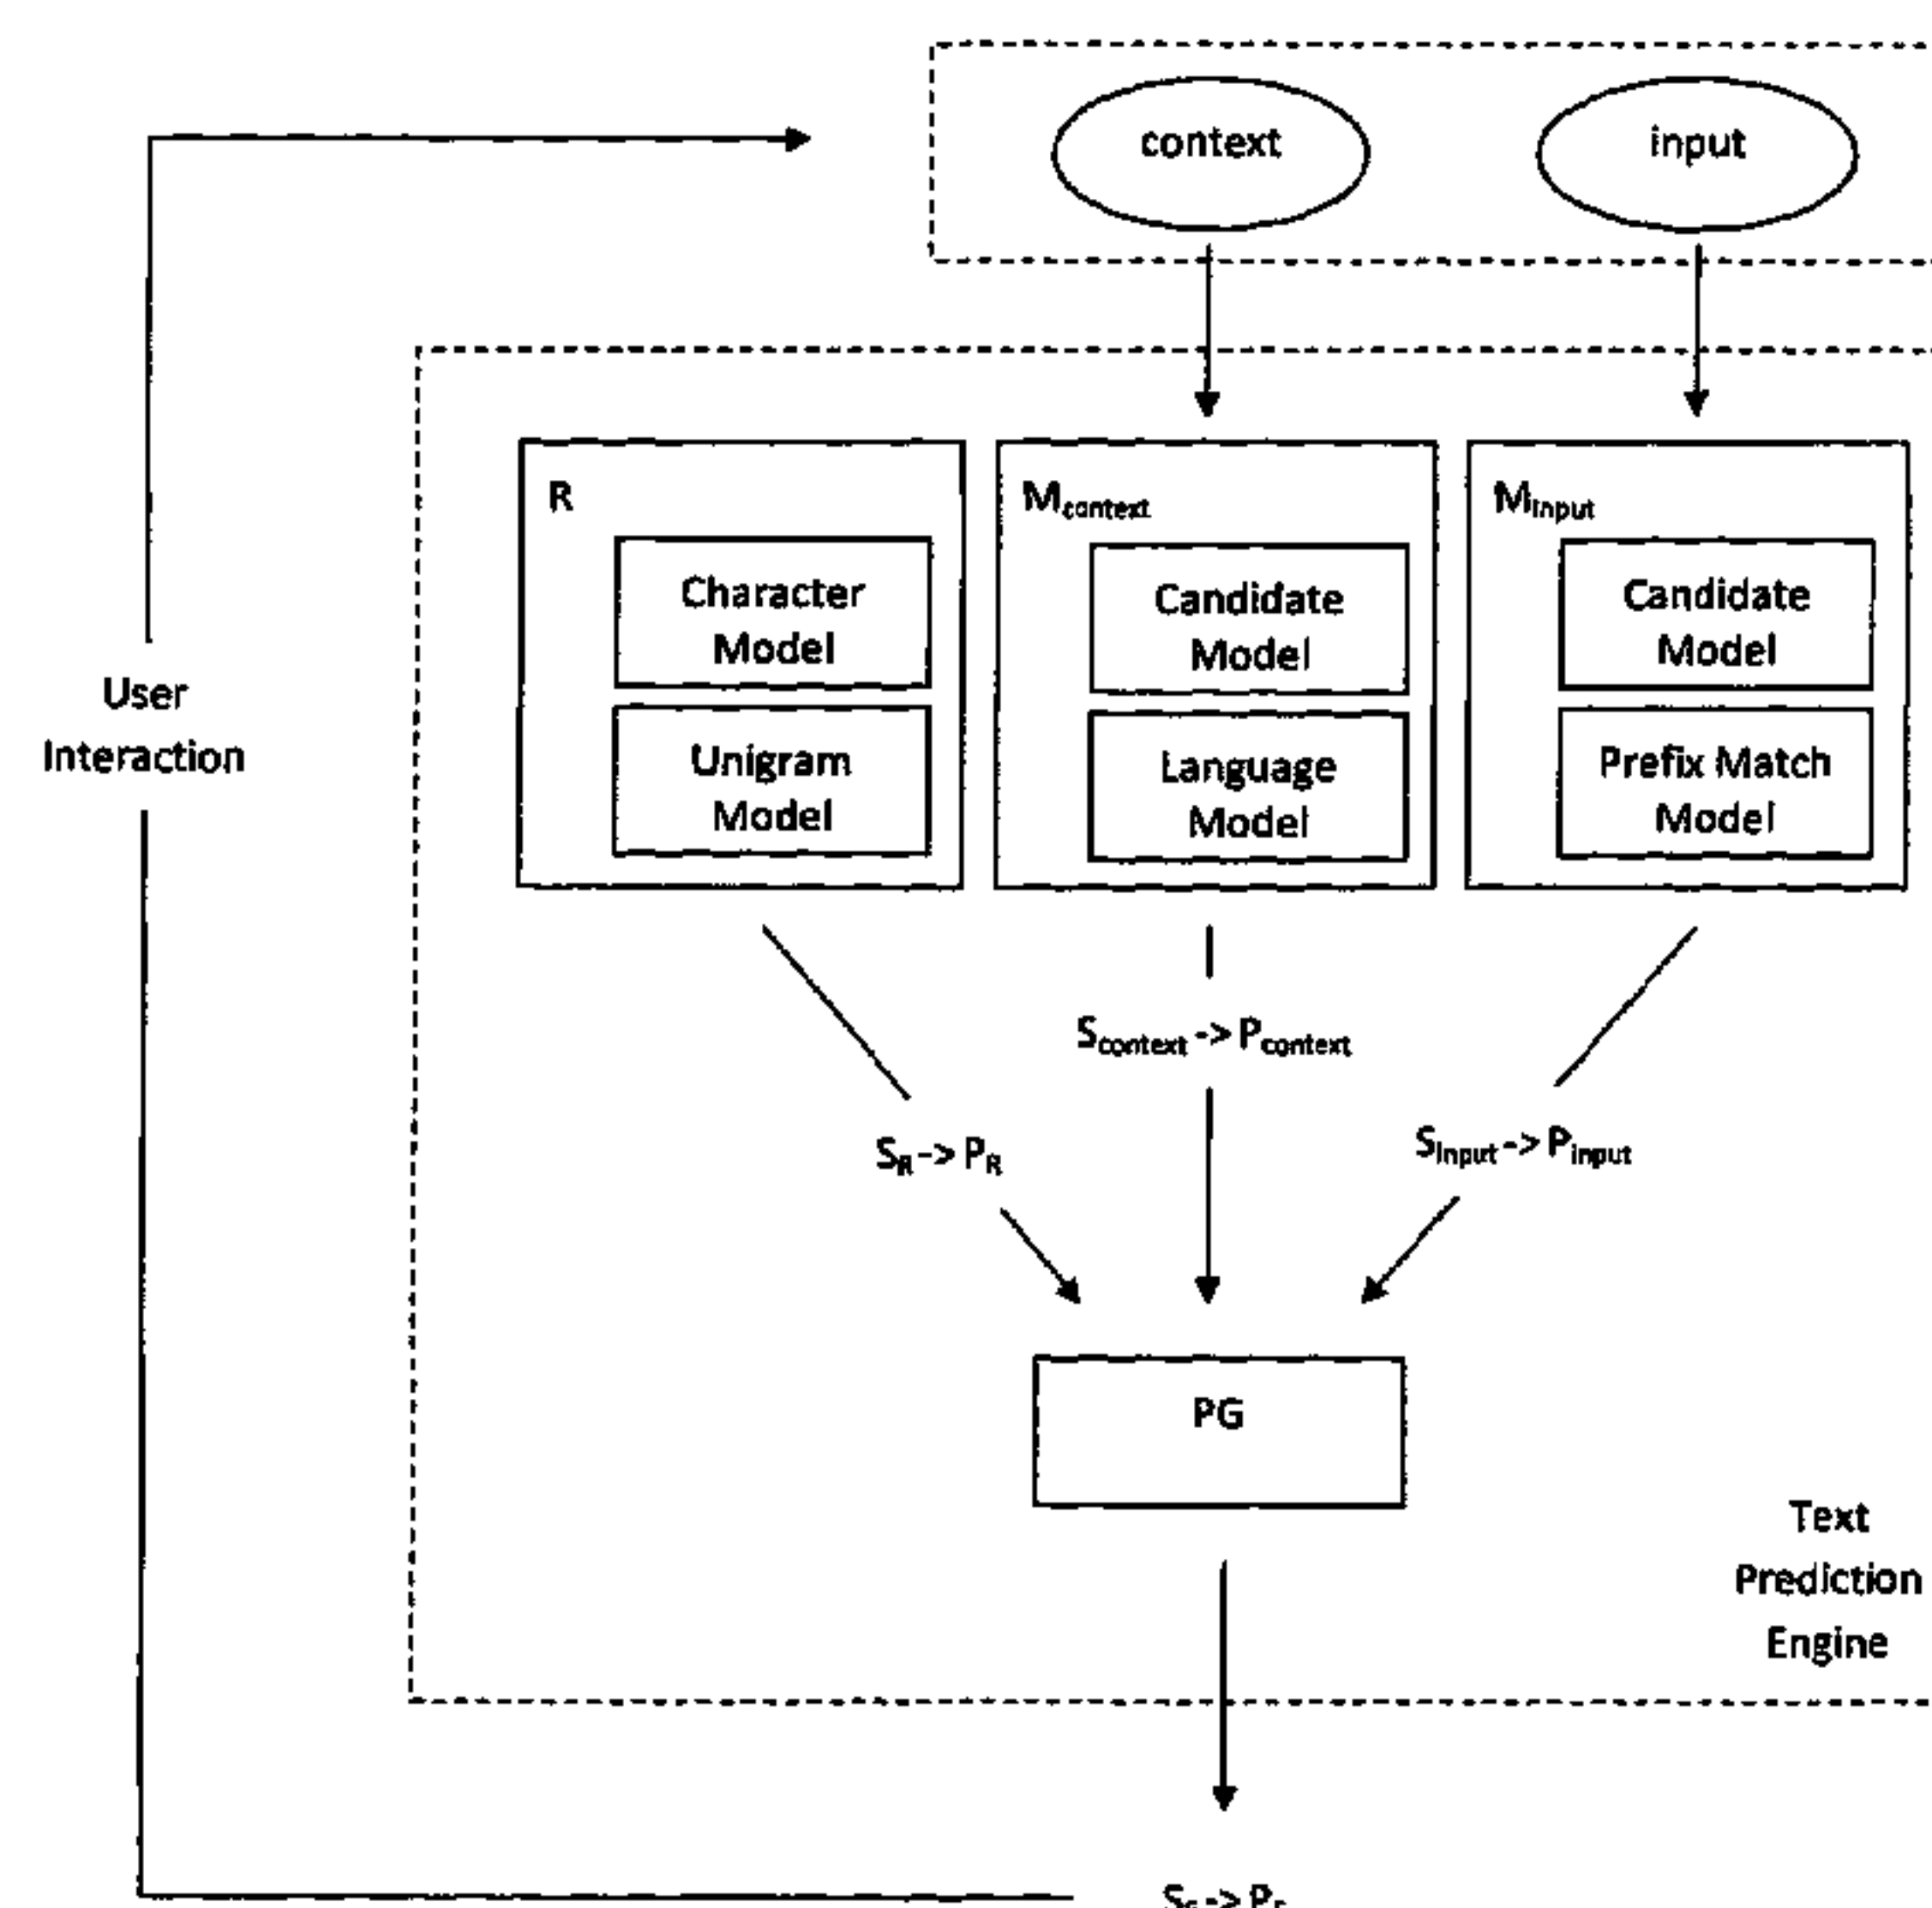 context
input
R
Character
Model
Unigram
Model
Mcontext
Candidate
Model
Language
Model
Minput
Candidate
Model
Prefix Match
Model
User
Interaction
Scontext -> Pcontext
SR -> PR
Sinput -> Pinput
PG
Text
Prediction
Engine